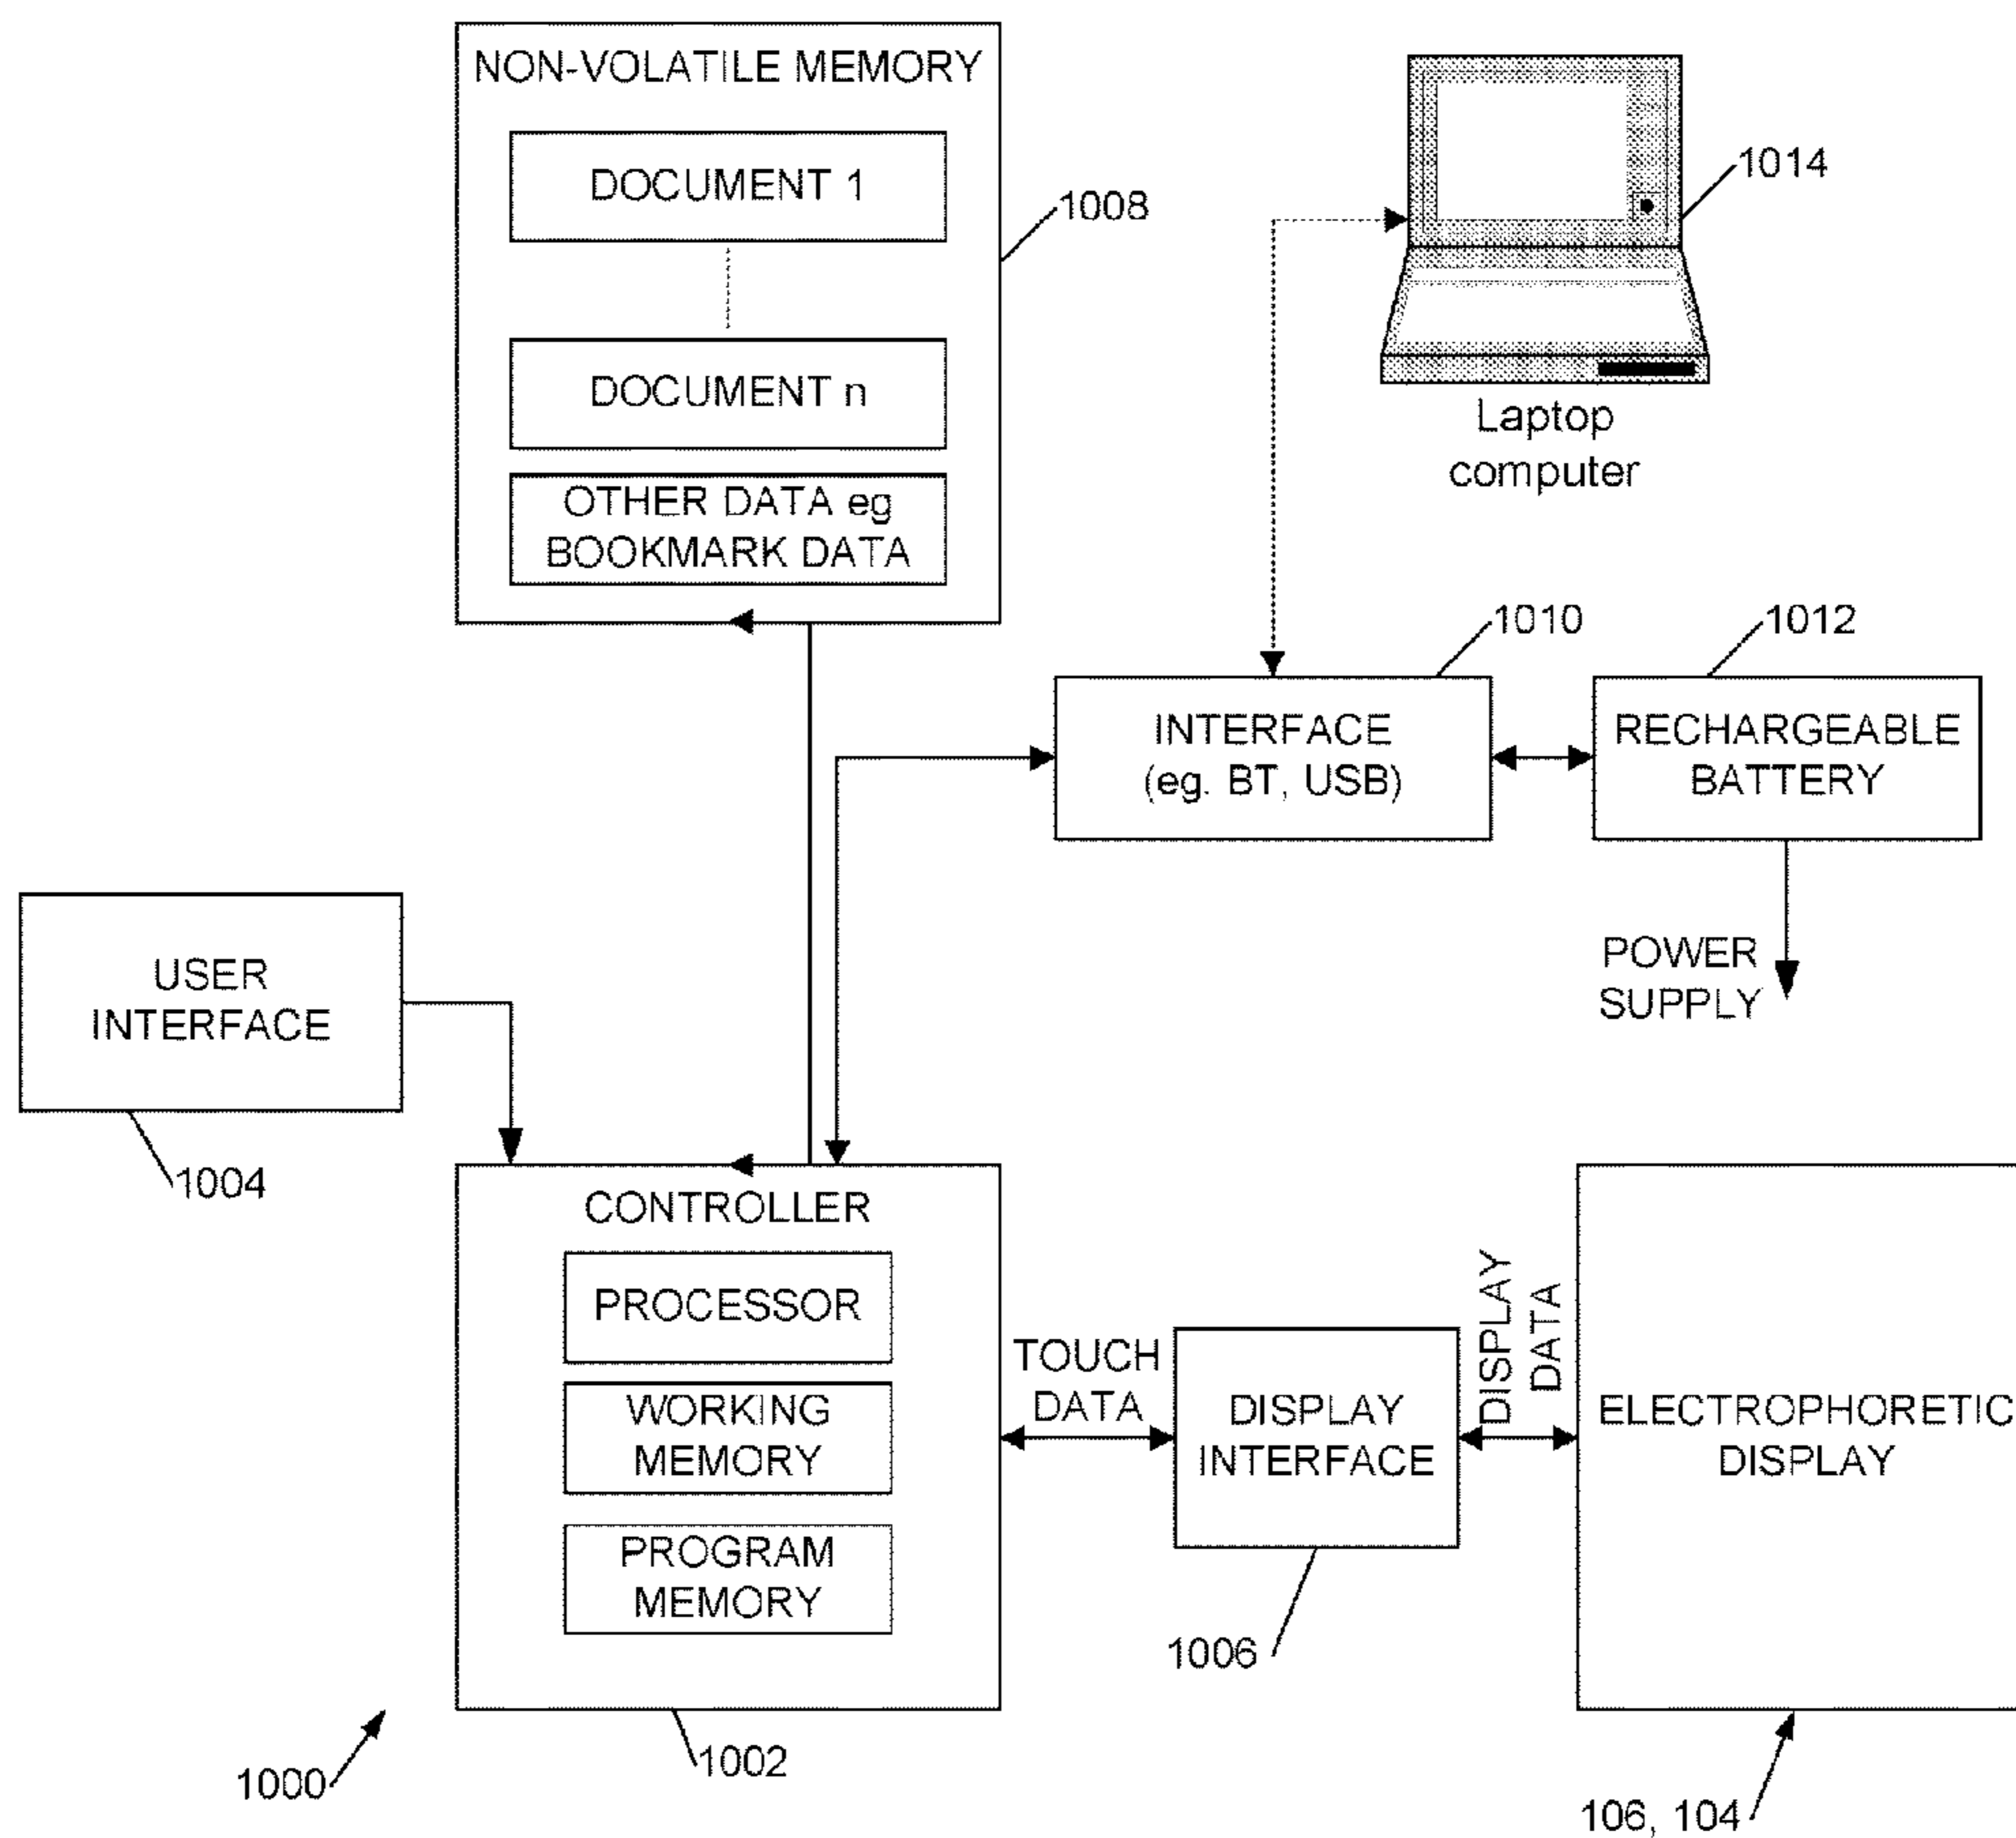 NON-VOLATILE MEMORY
DOCUMENT 1
DOCUMENT n
OTHER DATA eg
BOOKMARK DATA
1008
1014
Laptop
computer
1010
1012
INTERFACE
(eg. BT, USB)
RECHARGEABLE
BATTERY
POWER
SUPPLY
USER
INTERFACE
1004
CONTROLLER
PROCESSOR
WORKING
MEMORY
PROGRAM
MEMORY
TOUCH
DATA
DISPLAY
INTERFACE
DISPLAY
DATA
ELECTROPHORETIC
DISPLAY
1006
1002
1000
106, 104